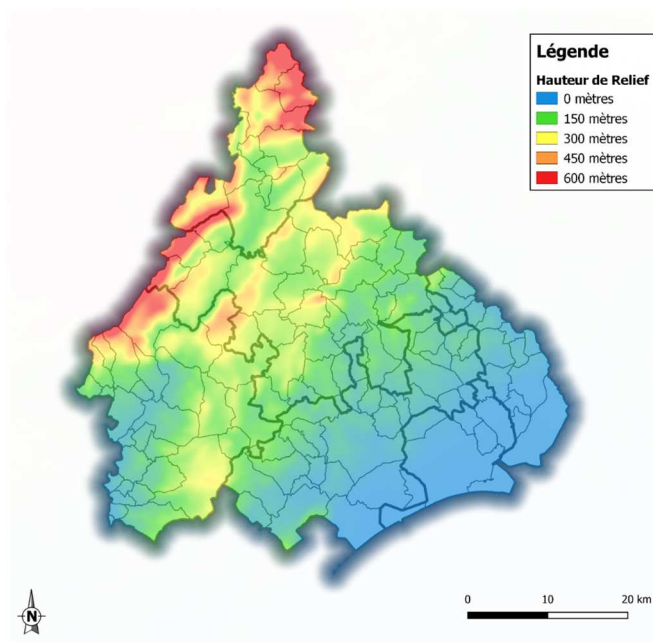 Légende
Hauteur de Relief
0 mètres
150 mètres
300 mètres
450 mètres
600 mètres
N
0 10 20 km